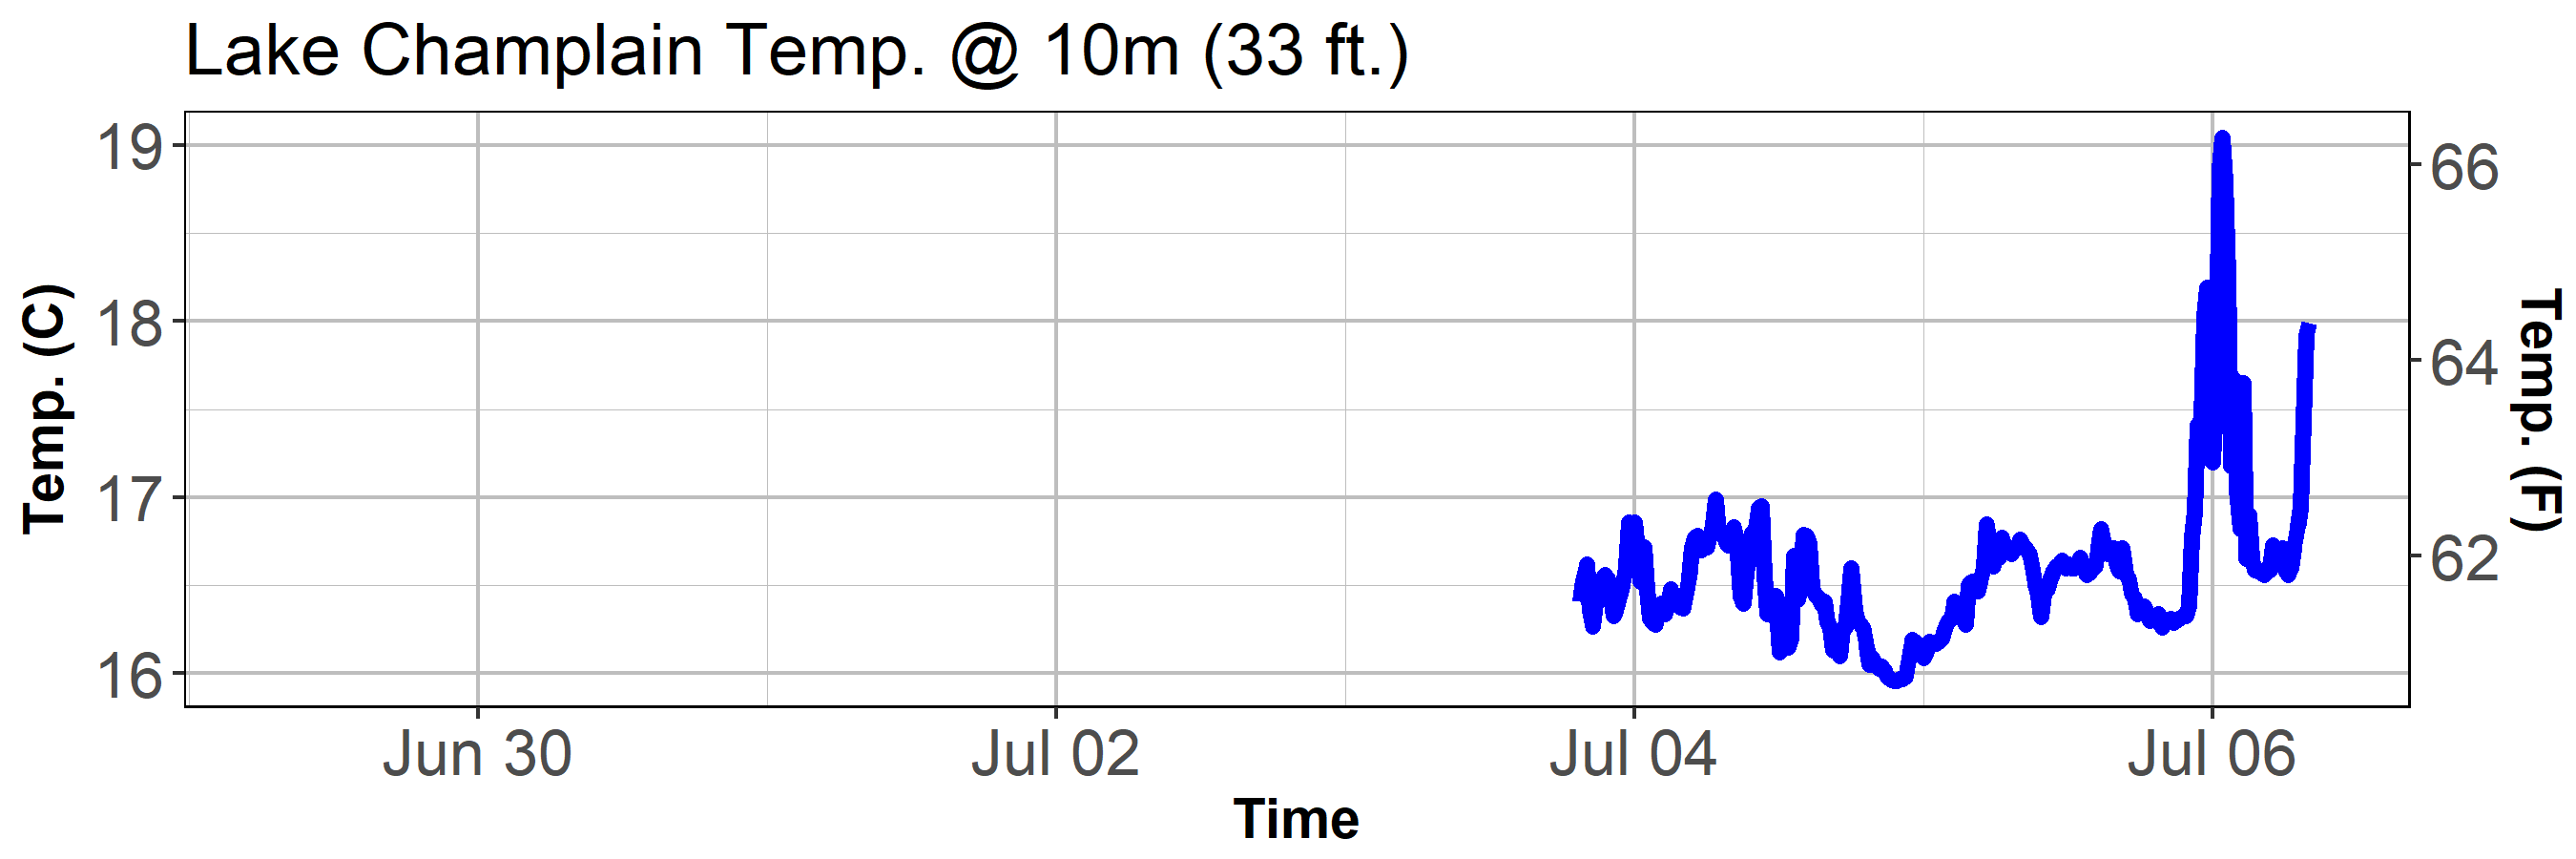 Lake Champlain Temp. @ 10m (33 ft.)
19
18
17
16
Temp. (C)
66
64
62
Temp. (F)
Jun 30
Jul 02
Jul 04
Jul 06
Time